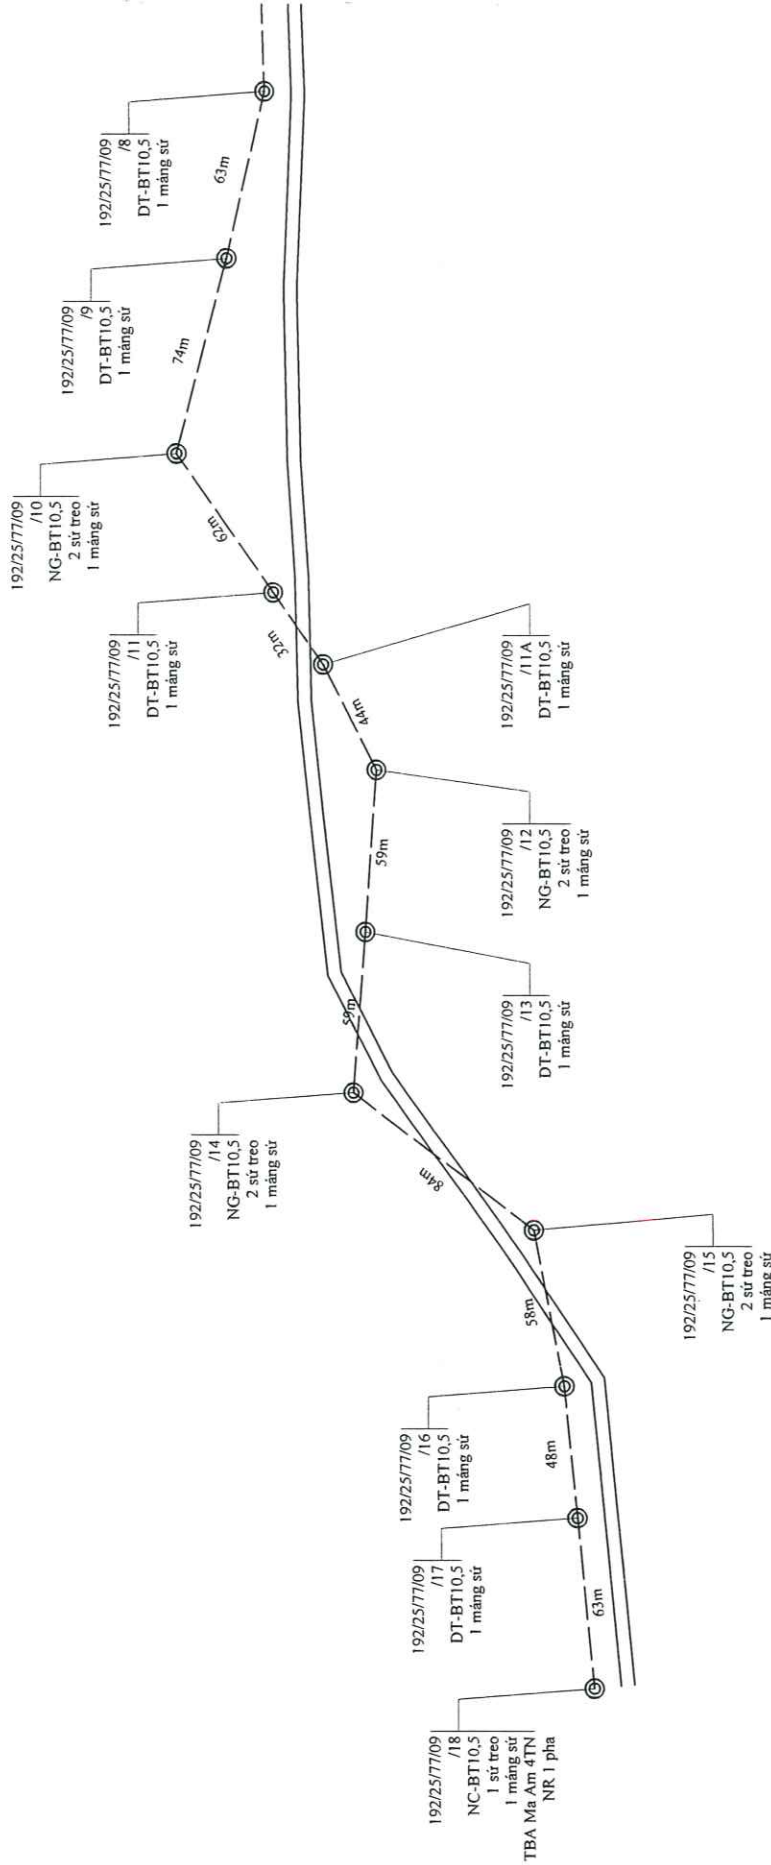 192/25/77/09
/8
DT-BT10,5
1 máng sứ
63m
192/25/77/09
/9
DT-BT10,5
1 máng sứ
74m
192/25/77/09
/10
NG-BT10,5
2 sứ treo
1 máng sứ
62m
192/25/77/09
/11
DT-BT10,5
1 máng sứ
32m
192/25/77/09
/11A
DT-BT10,5
1 máng sứ
44m
192/25/77/09
/12
NG-BT10,5
2 sứ treo
1 máng sứ
59m
192/25/77/09
/13
DT-BT10,5
1 máng sứ
59m
192/25/77/09
/14
NG-BT10,5
2 sứ treo
1 máng sứ
84m
192/25/77/09
/15
NG-BT10,5
2 sứ treo
1 máng sứ
58m
192/25/77/09
/16
DT-BT10,5
1 máng sứ
48m
192/25/77/09
/17
DT-BT10,5
1 máng sứ
63m
192/25/77/09
/18
NC-BT10,5
1 sứ treo
1 máng sứ
TBA Ma Am 4TN
NR 1 pha